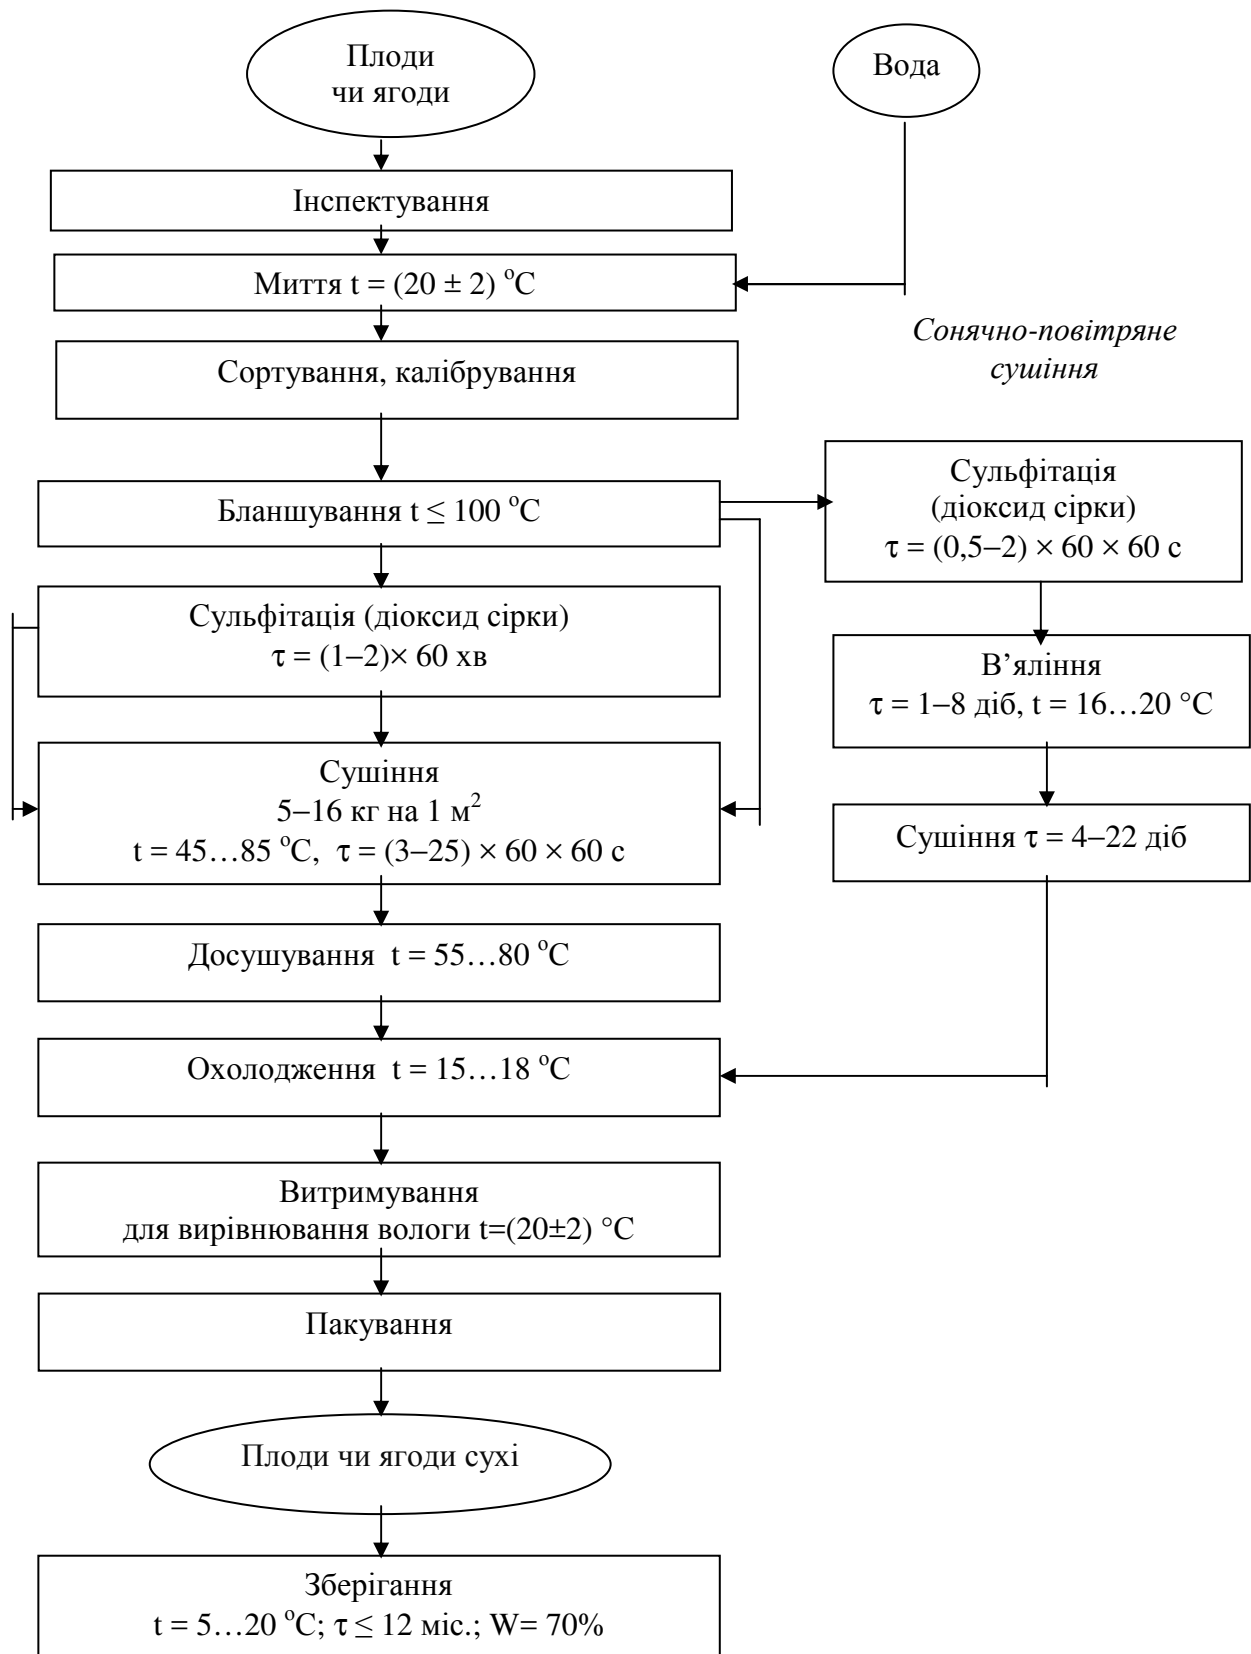 Плоди
чи ягоди
Вода
Інспектування
Миття t = (20 ± 2) °C
Сонячно-повітряне
сушіння
Сортування, калібрування
Бланшування t ≤ 100 °C
Сульфітація
(діоксид сірки)
τ = (0,5–2) × 60 × 60 с
Сульфітація (діоксид сірки)
τ = (1–2)× 60 хв
В’яління
τ = 1–8 діб, t = 16…20 °C
Сушіння
5–16 кг на 1 м²
t = 45…85 °C, τ = (3–25) × 60 × 60 с
Сушіння τ = 4–22 діб
Досушування t = 55…80 °C
Охолодження t = 15…18 °C
Витримування
для вирівнювання вологи t=(20±2) °C
Пакування
Плоди чи ягоди сухі
Зберігання
t = 5…20 °C; τ ≤ 12 міс.; W= 70%